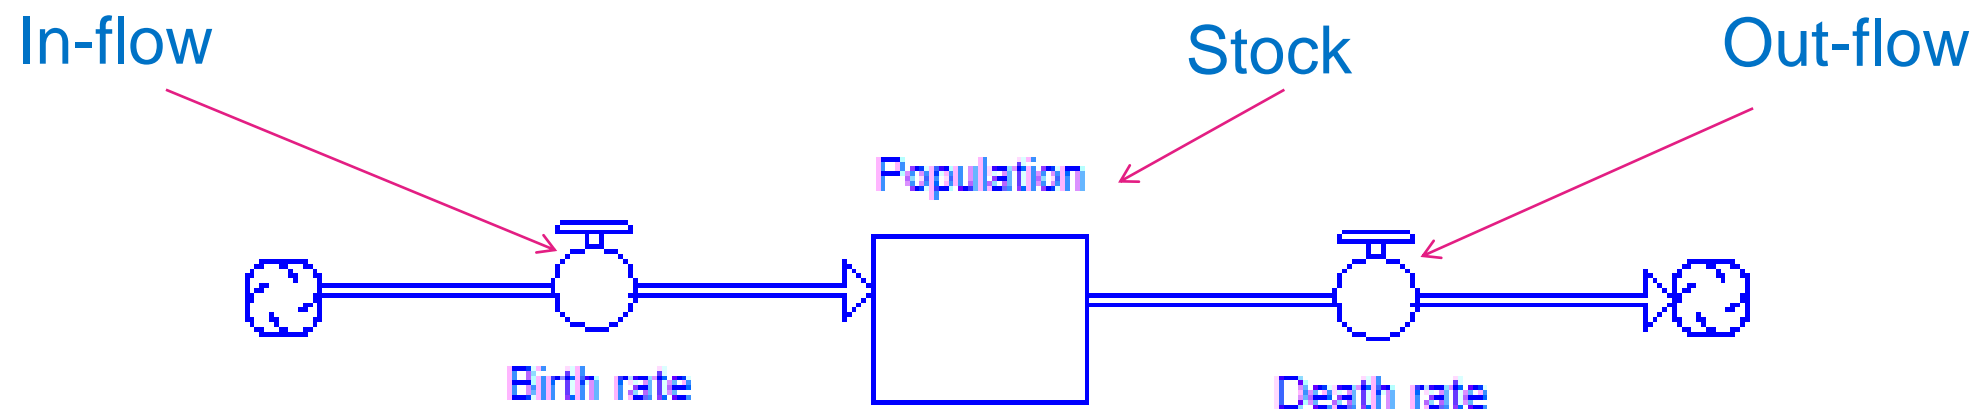 In-flow
Stock
Out-flow
Population
Birth rate
Death rate